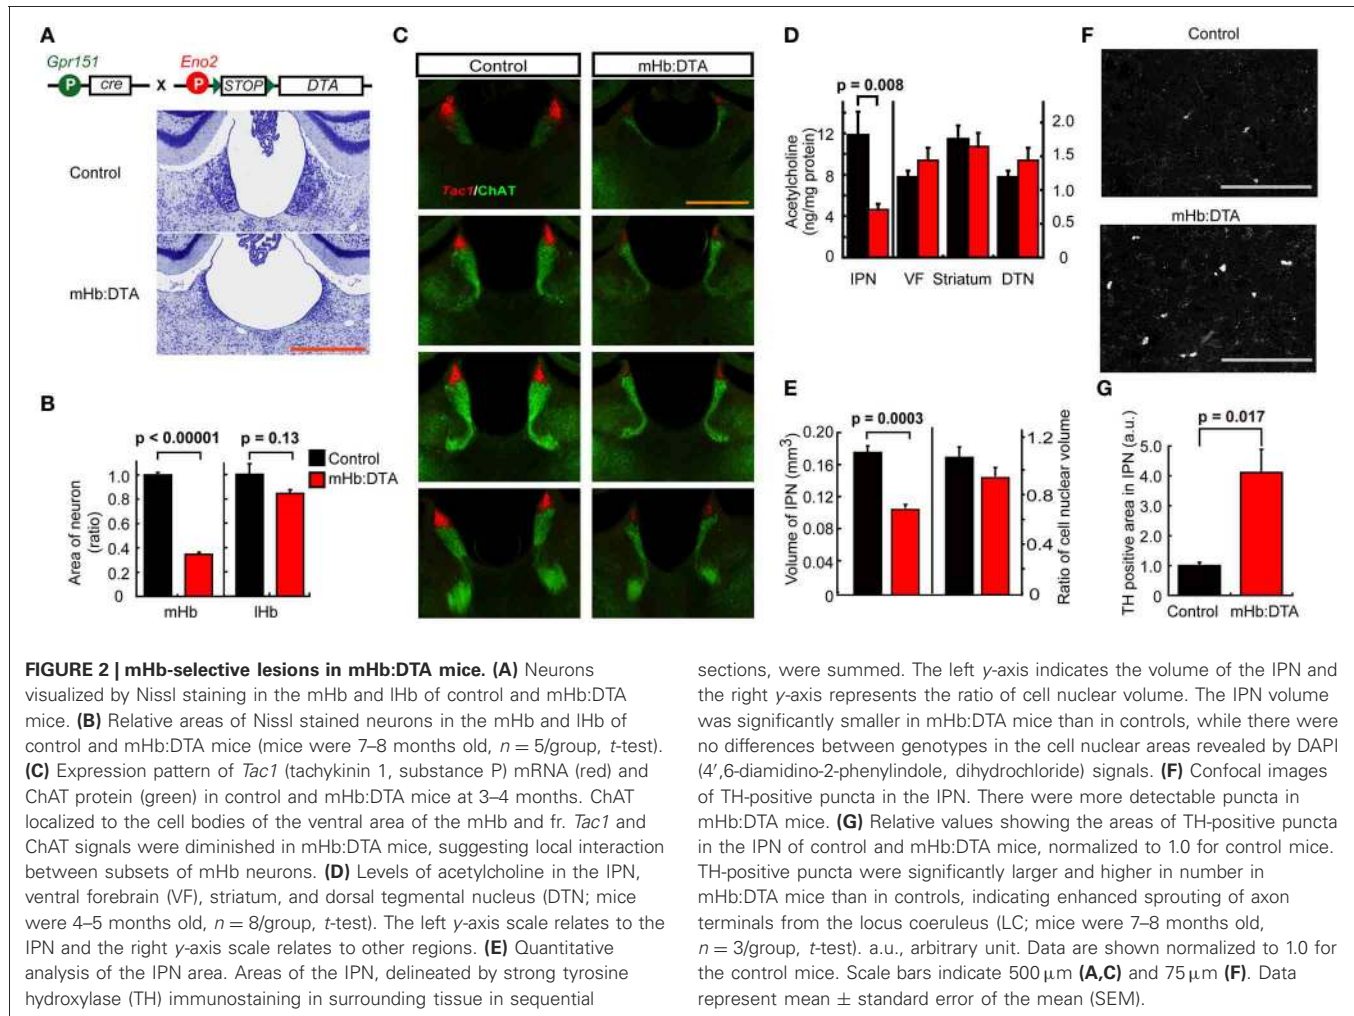 A
Gpr151
Eno2
P
cre
x
P
STOP
DTA
Control
mHb:DTA
B
p < 0.00001
p = 0.13
Control
mHb:DTA
Area of neuron
(ratio)
1.0
0.8
0.6
0.4
0.2
0
mHb
lHb
C
Control
mHb:DTA
Tac1/ChAT
D
p = 0.008
Acetylcholine
(ng/mg protein)
12
8
4
0
2.0
1.5
1.0
0.5
0
IPN
VF
Striatum
DTN
E
p = 0.0003
Volume of IPN (mm3)
0.20
0.16
0.12
0.08
0.04
0
1.2
0.8
0.4
0
Ratio of cell nuclear volume
F
Control
mHb:DTA
G
p = 0.017
TH positive area in IPN (a.u.)
5.0
4.0
3.0
2.0
1.0
0
Control
mHb:DTA
FIGURE 2 | mHb-selective lesions in mHb:DTA mice. (A) Neurons
visualized by Nissl staining in the mHb and lHb of control and mHb:DTA
mice. (B) Relative areas of Nissl stained neurons in the mHb and lHb of
control and mHb:DTA mice (mice were 7–8 months old, n = 5/group, t-test).
(C) Expression pattern of Tac1 (tachykinin 1, substance P) mRNA (red) and
ChAT protein (green) in control and mHb:DTA mice at 3–4 months. ChAT
localized to the cell bodies of the ventral area of the mHb and fr. Tac1 and
ChAT signals were diminished in mHb:DTA mice, suggesting local interaction
between subsets of mHb neurons. (D) Levels of acetylcholine in the IPN,
ventral forebrain (VF), striatum, and dorsal tegmental nucleus (DTN; mice
were 4–5 months old, n = 8/group, t-test). The left y-axis scale relates to the
IPN and the right y-axis scale relates to other regions. (E) Quantitative
analysis of the IPN area. Areas of the IPN, delineated by strong tyrosine
hydroxylase (TH) immunostaining in surrounding tissue in sequential
sections, were summed. The left y-axis indicates the volume of the IPN and
the right y-axis represents the ratio of cell nuclear volume. The IPN volume
was significantly smaller in mHb:DTA mice than in controls, while there were
no differences between genotypes in the cell nuclear areas revealed by DAPI
(4′,6-diamidino-2-phenylindole, dihydrochloride) signals. (F) Confocal images
of TH-positive puncta in the IPN. There were more detectable puncta in
mHb:DTA mice. (G) Relative values showing the areas of TH-positive puncta
in the IPN of control and mHb:DTA mice, normalized to 1.0 for control mice.
TH-positive puncta were significantly larger and higher in number in
mHb:DTA mice than in controls, indicating enhanced sprouting of axon
terminals from the locus coeruleus (LC; mice were 7–8 months old,
n = 3/group, t-test). a.u., arbitrary unit. Data are shown normalized to 1.0 for
the control mice. Scale bars indicate 500 μm (A,C) and 75 μm (F). Data
represent mean ± standard error of the mean (SEM).